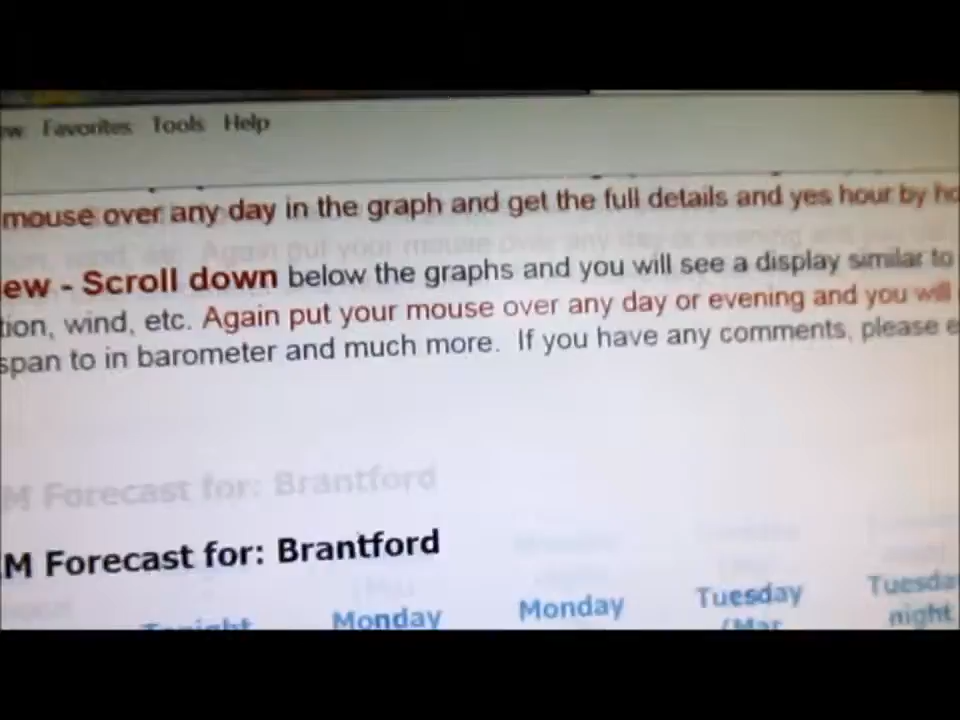 ew Favorites Tools Help
mouse over any day in the graph and get the full details and yes hour by ho
ew - Scroll down below the graphs and you will see a display similar to
tion, wind, etc. Again put your mouse over any day or evening and you will
span to in barometer and much more. If you have any comments, please e
M Forecast for: Brantford
M Forecast for: Brantford
Tonight Monday Monday Tuesday Tuesda
(Mar night